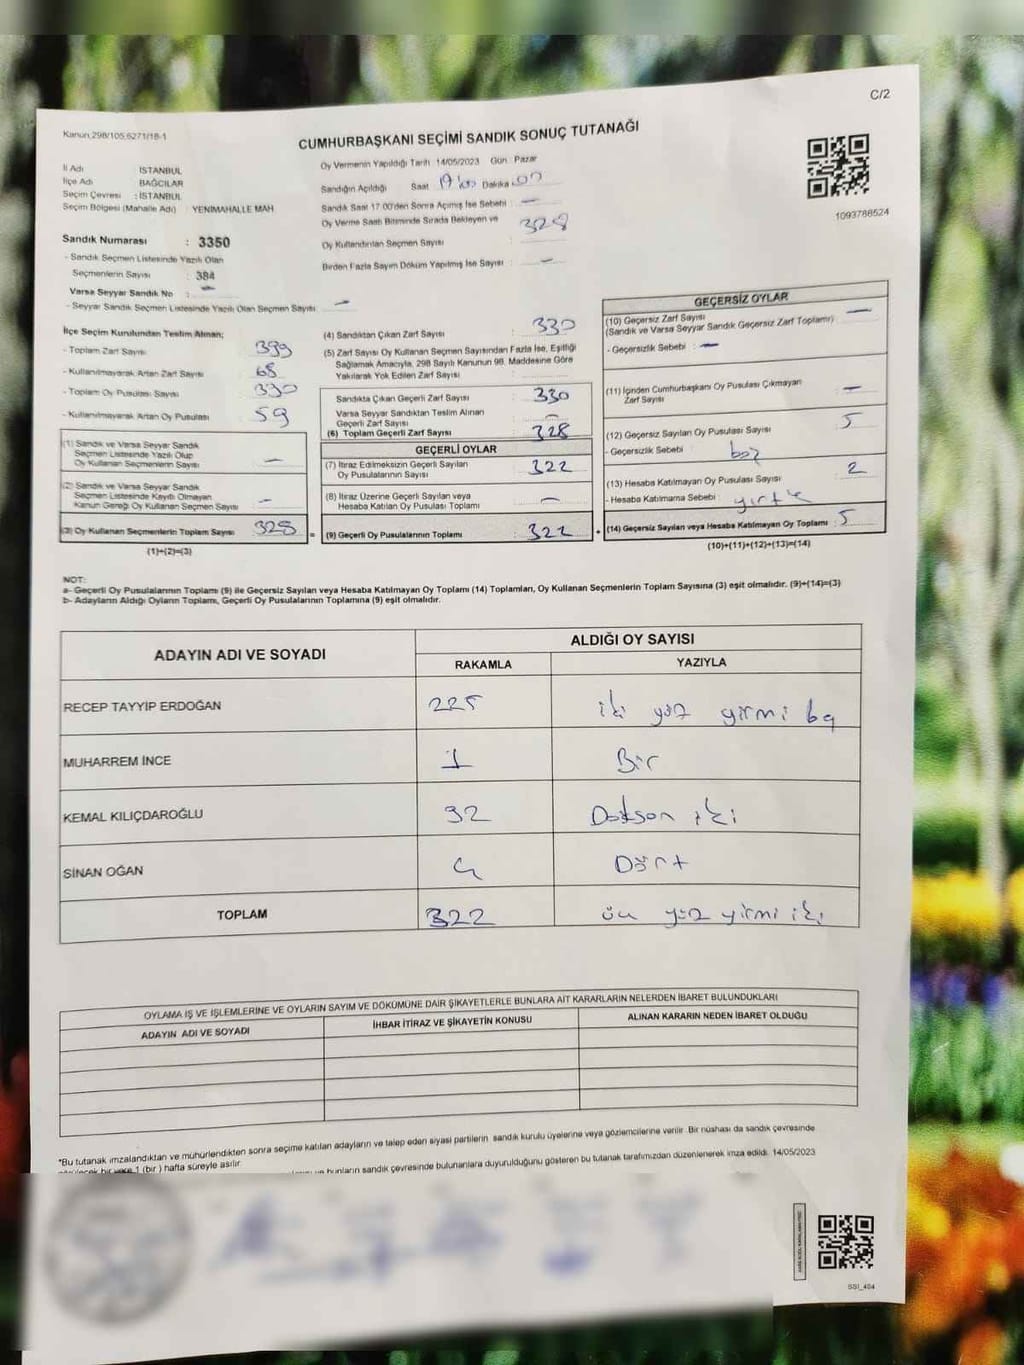 C/2
Kanun,298/105,6271/18-1
CUMHURBAŞKANI SEÇİMİ SANDIK SONUÇ TUTANAĞI
İl Adı : İSTANBUL
İlçe Adı : BAĞCILAR
Seçim Çevresi : İSTANBUL
Seçim Bölgesi (Mahalle Adı) : YENİMAHALLE MAH
Sandık Numarası : 3350
- Sandık Seçmen Listesinde Yazılı Olan
Seçmenlerin Sayısı : 384
Varsa Seyyar Sandık No : -
- Seyyar Sandık Seçmen Listesinde Yazılı Olan Seçmen Sayısı : -
Oy Vermenin Yapıldığı Tarih 14/05/2023 Gün Pazar
Sandığın Açıldığı Saat Dakika
Sandık Saat 17.00'den Sonra Açımış İse Sebebi : -
Oy Verme Saati Bitiminde Sırada Bekleyen ve
Oy Kullandırılan Seçmen Sayısı : 328
Birden Fazla Sayım Döküm Yapılmış İse Sayısı : -
1093788524
İlçe Seçim Kurulundan Teslim Alınan;
- Toplam Zarf Sayısı : 399
- Kullanılmayarak Artan Zarf Sayısı : 68
- Toplam Oy Pusulası Sayısı : 330
- Kullanılmayarak Artan Oy Pusulası : 59
(1) Sandık ve Varsa Seyyar Sandık
Seçmen Listesinde Yazılı Olup
Oy Kullanan Seçmenlerin Sayısı : -
(2) Sandık ve Varsa Seyyar Sandık
Seçmen Listesinde Kayıtlı Olmayan
Kanun Gereği Oy Kullanan Seçmen Sayısı : -
(3) Oy Kullanan Seçmenlerin Toplam Sayısı : 328
(1)+(2)=(3)
(4) Sandıktan Çıkan Zarf Sayısı : 330
(5) Zarf Sayısı Oy Kullanan Seçmen Sayısından Fazla İse, Eşitliği
Sağlamak Amacıyla, 298 Sayılı Kanunun 98. Maddesine Göre
Yakılarak Yok Edilen Zarf Sayısı :
Sandıkta Çıkan Geçerli Zarf Sayısı : 330
Varsa Seyyar Sandıktan Teslim Alınan
Geçerli Zarf Sayısı : -
(6) Toplam Geçerli Zarf Sayısı : 328
GEÇERLİ OYLAR
(7) İtiraz Edilmeksizin Geçerli Sayılan
Oy Pusulalarının Sayısı : 322
(8) İtiraz Üzerine Geçerli Sayılan veya
Hesaba Katılan Oy Pusulası Toplamı : -
= (9) Geçerli Oy Pusulalarının Toplamı : 322 +
GEÇERSİZ OYLAR
(10) Geçersiz Zarf Sayısı
(Sandık ve Varsa Seyyar Sandık Geçersiz Zarf Toplamı) : -
- Geçersizlik Sebebi : -
(11) İçinden Cumhurbaşkanı Oy Pusulası Çıkmayan
Zarf Sayısı : -
(12) Geçersiz Sayılan Oy Pusulası Sayısı : 5
- Geçersizlik Sebebi : boş
(13) Hesaba Katılmayan Oy Pusulası Sayısı : 2
- Hesaba Katılmama Sebebi : yırtık
(14) Geçersiz Sayılan veya Hesaba Katılmayan Oy Toplamı : 5
(10)+(11)+(12)+(13)=(14)
NOT:
a- Geçerli Oy Pusulalarının Toplamı (9) ile Geçersiz Sayılan veya Hesaba Katılmayan Oy Toplamı (14) Toplamları, Oy Kullanan Seçmenlerin Toplam Sayısına (3) eşit olmalıdır. (9)+(14)=(3)
b- Adayların Aldığı Oyların Toplamı, Geçerli Oy Pusulalarının Toplamına (9) eşit olmalıdır.
ADAYIN ADI VE SOYADI ALDIĞI OY SAYISI
RAKAMLA YAZIYLA
RECEP TAYYİP ERDOĞAN 225 iki yüz yirmi beş
MUHARREM İNCE 1 Bir
KEMAL KILIÇDAROĞLU 92 Doksan iki
SİNAN OĞAN 4 Dört
TOPLAM 322 üç yüz yirmi iki
OYLAMA İŞ VE İŞLEMLERİNE VE OYLARIN SAYIM VE DÖKÜMÜNE DAİR ŞİKAYETLERLE BUNLARA AİT KARARLARIN NELERDEN İBARET BULUNDUKLARI
ADAYIN ADI VE SOYADI İHBAR İTİRAZ VE ŞİKAYETİN KONUSU ALINAN KARARIN NEDEN İBARET OLDUĞU
"Bu tutanak imzalandıktan ve mühürlendikten sonra seçime katılan adayların ve talep eden siyasi partilerin sandık kurulu üyelerine veya gözlemcilerine verilir. Bir nüshası da sandık çevresinde
bir yere 1 (bir ) hafta süreyle asılır.
ve bunların sandık çevresinde bulunanlara duyurulduğunu gösteren bu tutanak tarafımızdan düzenlenerek imza edildi. 14/05/2023